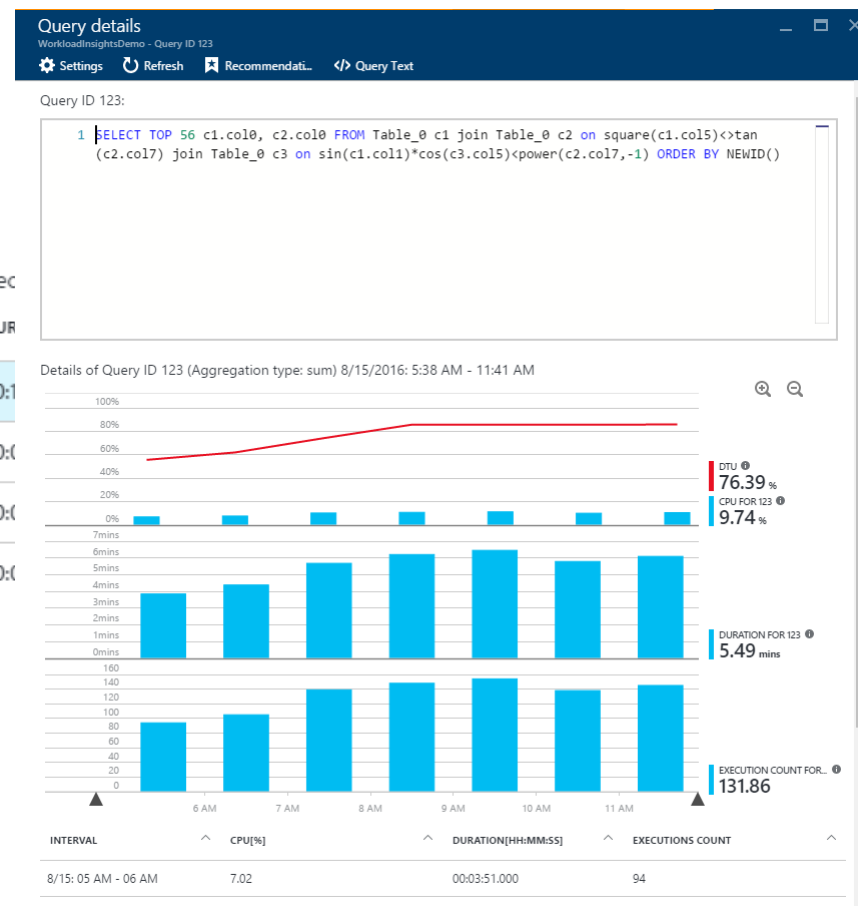 Query details
WorkloadInsightsDemo - Query ID 123
Settings Refresh Recommendati... </> Query Text
Query ID 123:
1 SELECT TOP 56 c1.col0, c2.col0 FROM Table_0 c1 join Table_0 c2 on square(c1.col5)<>tan
(c2.col7) join Table_0 c3 on sin(c1.col1)*cos(c3.col5)<power(c2.col7,-1) ORDER BY NEWID()
Details of Query ID 123 (Aggregation type: sum) 8/15/2016: 5:38 AM - 11:41 AM
100%
80%
60%
40%
20%
0%
DTU
76.39 %
CPU FOR 123
9.74 %
7mins
6mins
5mins
4mins
3mins
2mins
1mins
0mins
DURATION FOR 123
5.49 mins
160
140
120
100
80
60
40
20
0
EXECUTION COUNT FOR...
131.86
6 AM 7 AM 8 AM 9 AM 10 AM 11 AM
INTERVAL CPU[%] DURATION[HH:MM:SS] EXECUTIONS COUNT
8/15: 05 AM - 06 AM 7.02 00:03:51.000 94